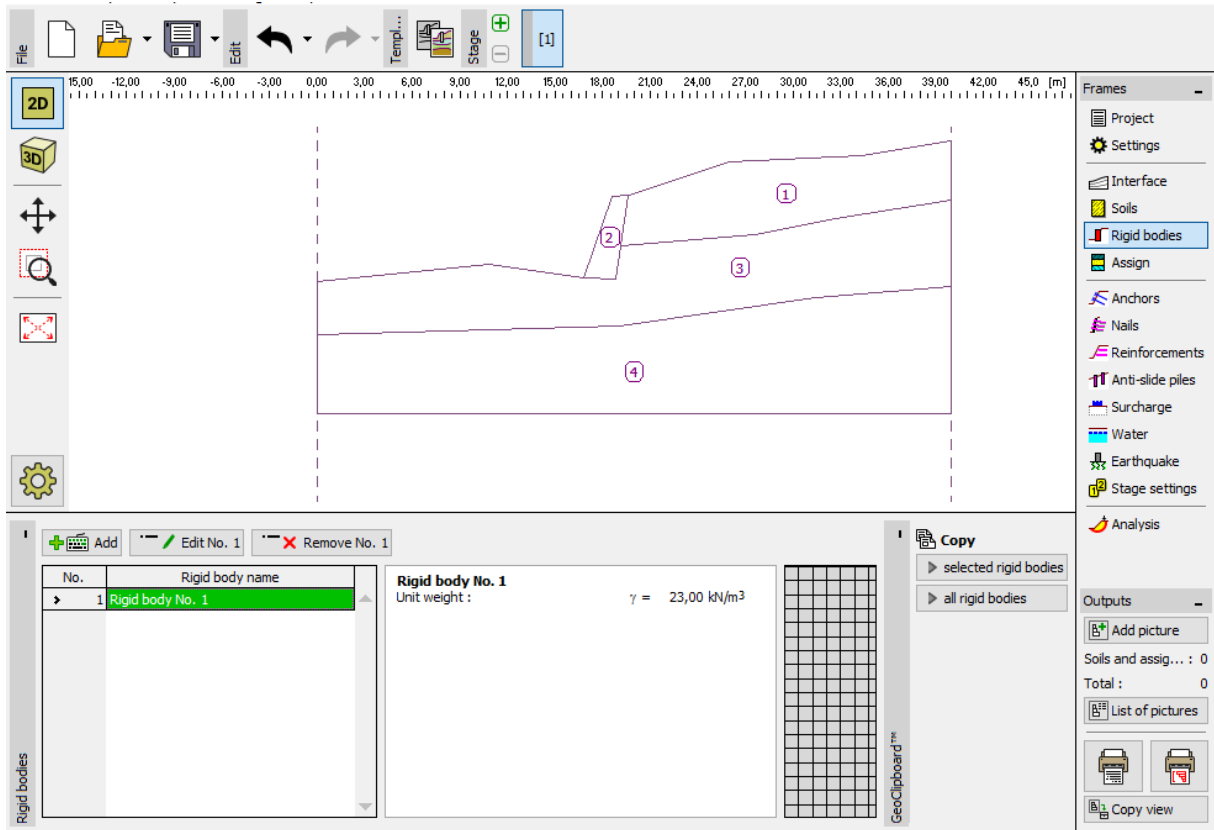 File
Edit
Templ...
Stage
[1]
2D
3D
15,00 -12,00 -9,00 -6,00 -3,00 0,00 3,00 6,00 9,00 12,00 15,00 18,00 21,00 24,00 27,00 30,00 33,00 36,00 39,00 42,00 45,0 [m]
1
2
3
4
Frames
Project
Settings
Interface
Soils
Rigid bodies
Assign
Anchors
Nails
Reinforcements
Anti-slide piles
Surcharge
Water
Earthquake
Stage settings
Analysis
Rigid bodies
Add
Edit No. 1
Remove No. 1
No. Rigid body name
1 Rigid body No. 1
Rigid body No. 1
Unit weight : γ = 23,00 kN/m3
GeoClipboard™
Copy
selected rigid bodies
all rigid bodies
Outputs
Add picture
Soils and assig... : 0
Total : 0
List of pictures
Copy view